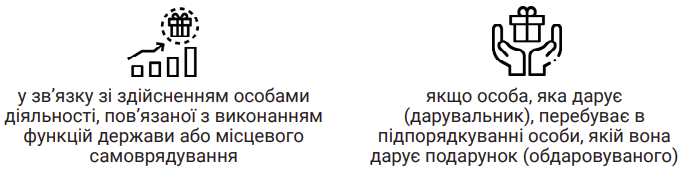 у зв’язку зі здійсненням особами
діяльності, пов’язаної з виконанням
функцій держави або місцевого
самоврядування
якщо особа, яка дарує
(дарувальник), перебуває в
підпорядкуванні особи, якій вона
дарує подарунок (обдаровуваного)